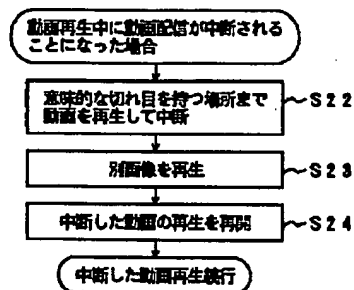 動画再生中に動画配信が中断される
ことになった場合
意味的な切れ目を持つ場所まで
動画を再生して中断
S22
別画像を再生
S23
中断した動画の再生を再開
S24
中断した動画再生続行